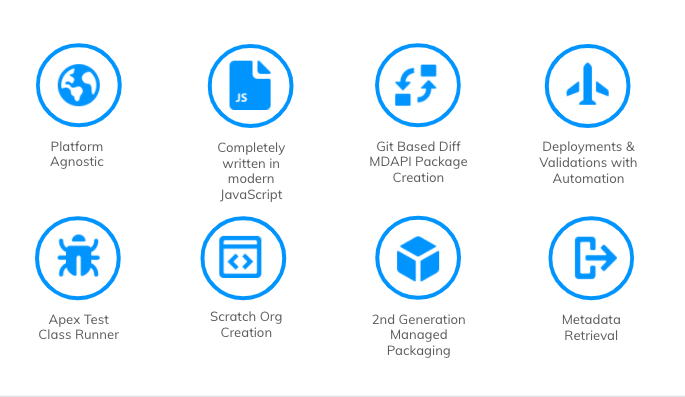 JS
Platform
Agnostic
Completely
written in
modern
JavaScript
Git Based Diff
MDAPI Package
Creation
Deployments &
Validations with
Automation
Apex Test
Class Runner
Scratch Org
Creation
2nd Generation
Managed
Packaging
Metadata
Retrieval